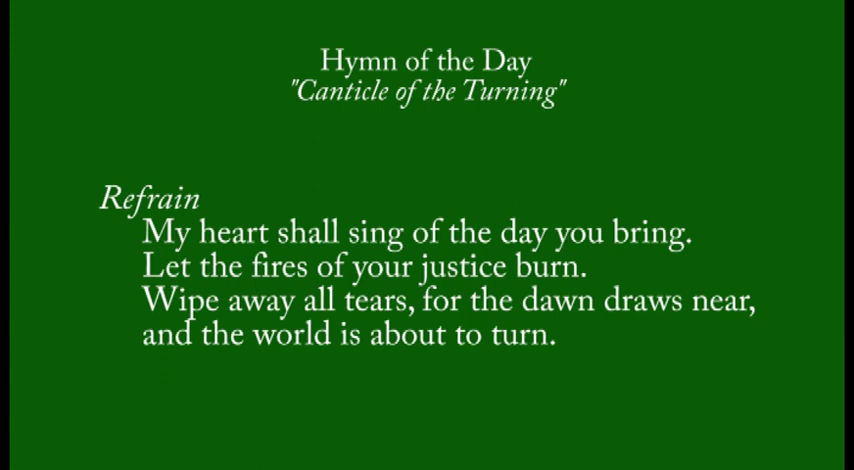 Hymn of the Day
"Canticle of the Turning"
Refrain
My heart shall sing of the day you bring.
Let the fires of your justice burn.
Wipe away all tears, for the dawn draws near,
and the world is about to turn.